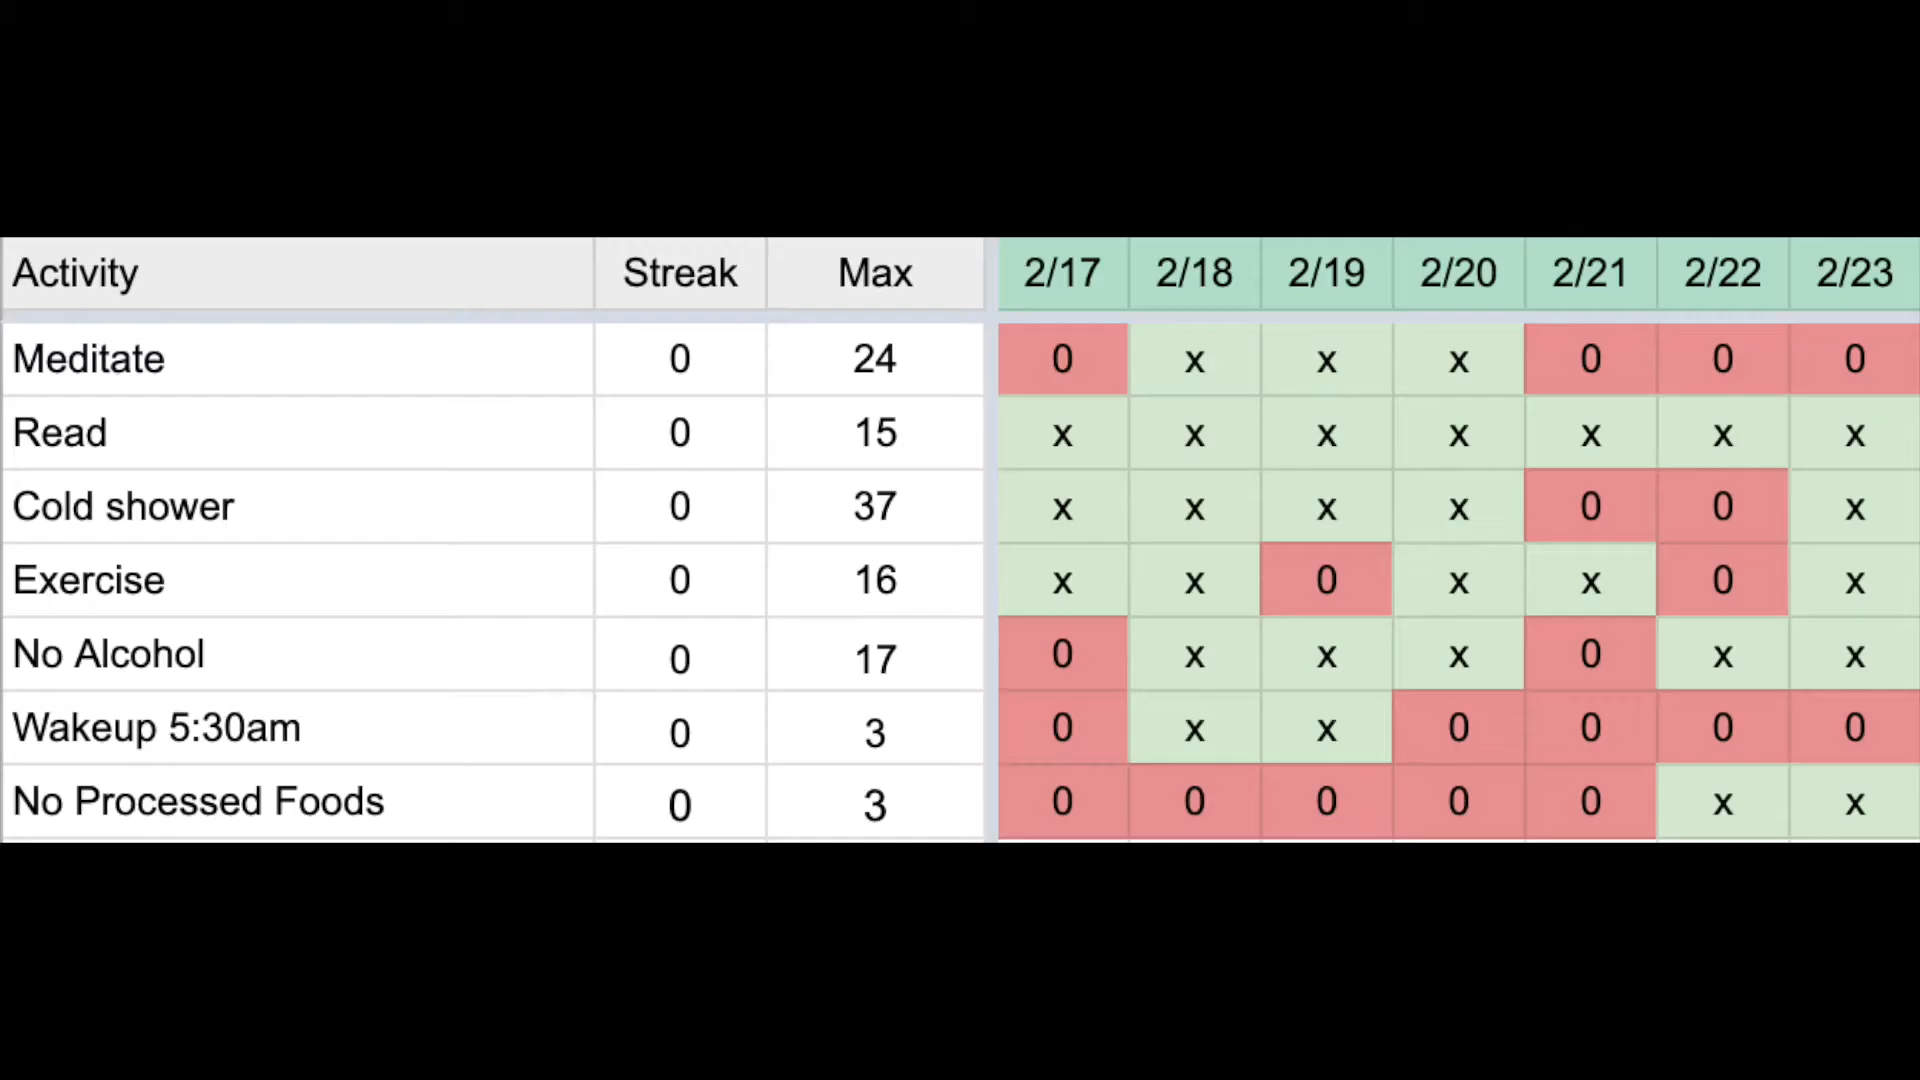 Activity Streak Max 2/17 2/18 2/19 2/20 2/21 2/22 2/23
Meditate 0 24 0 x x x 0 0 0
Read 0 15 x x x x x x x
Cold shower 0 37 x x x x 0 0 x
Exercise 0 16 x x 0 x x 0 x
No Alcohol 0 17 0 x x x 0 x x
Wakeup 5:30am 0 3 0 x x 0 0 0 0
No Processed Foods 0 3 0 0 0 0 0 x x